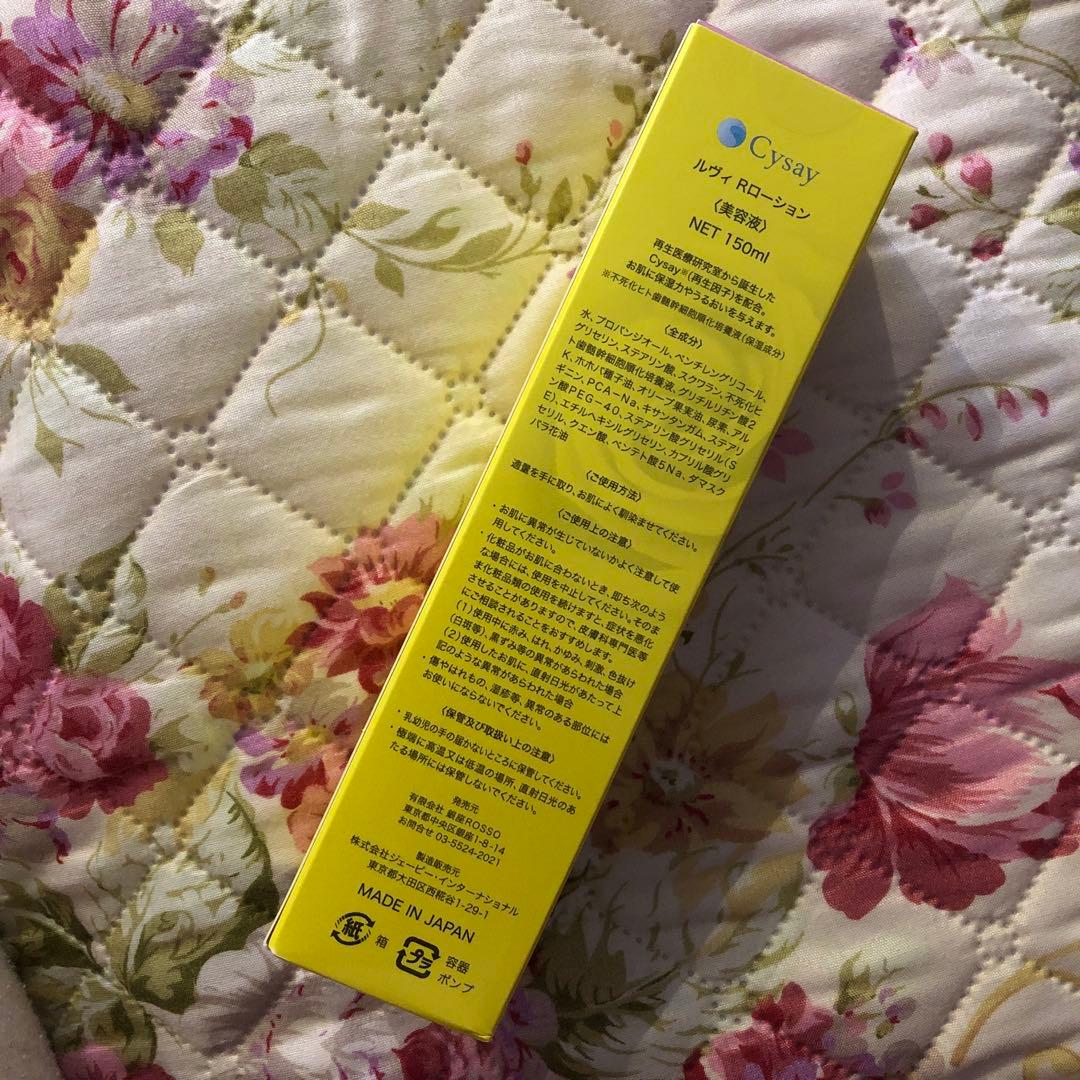 Cysay
ルヴィ Rローション
〈美容液〉
NET 150ml
再生医療研究室から誕生した
Cysay※(再生因子)を配合。
お肌に保湿力やうるおいを与えます。
※不死化ヒト歯髄幹細胞順化培養液(保湿成分)
〈全成分〉
水、プロパンジオール、ペンチレングリコール、
グリセリン、ステアリン酸、スクワラン、不死化ヒ
ト歯髄幹細胞順化培養液、グリチルリチン酸2
K、ホホバ種子油、オリーブ果実油、尿素、アル
ギニン、PCA－Na、キサンタンガム、ステアリ
ン酸PEG－40、ステアリン酸グリセリル(S
E)、エチルヘキシルグリセリン、カプリル酸グリ
セリル、クエン酸、ペンテト酸5Na、ダマスク
バラ花油
〈ご使用方法〉
適量を手に取り、お肌によく馴染ませてください。
〈ご使用上の注意〉
・お肌に異常が生じていないかよく注意して使
用してください。
・化粧品がお肌に合わないとき、即ち次のよう
な場合には、使用を中止してください。そのま
ま化粧品類の使用を続けますと、症状を悪化
させることがありますので、皮膚科専門医等
にご相談されることをおすすめします。
(1)使用中に赤み、はれ、かゆみ、刺激、色抜け
(白斑等)、黒ずみ等の異常があらわれた場合
(2)使用したお肌に、直射日光があたって上
記のような異常があらわれた場合
・傷やはれもの、湿疹等、異常のある部位には
お使いにならないでください。
〈保管及び取扱い上の注意〉
・乳幼児の手の届かないところに保管してください。
・極端に高温又は低温の場所、直射日光のあ
たる場所には保管しないでください。
発売元
有限会社 銀座ROSSO
東京都中央区銀座1-8-14
お問合せ 03-5524-2021
製造販売元
株式会社ジェーピー・インターナショナル
東京都大田区西糀谷1-29-1
MADE IN JAPAN
紙 箱 プラ 容器
ポンプ